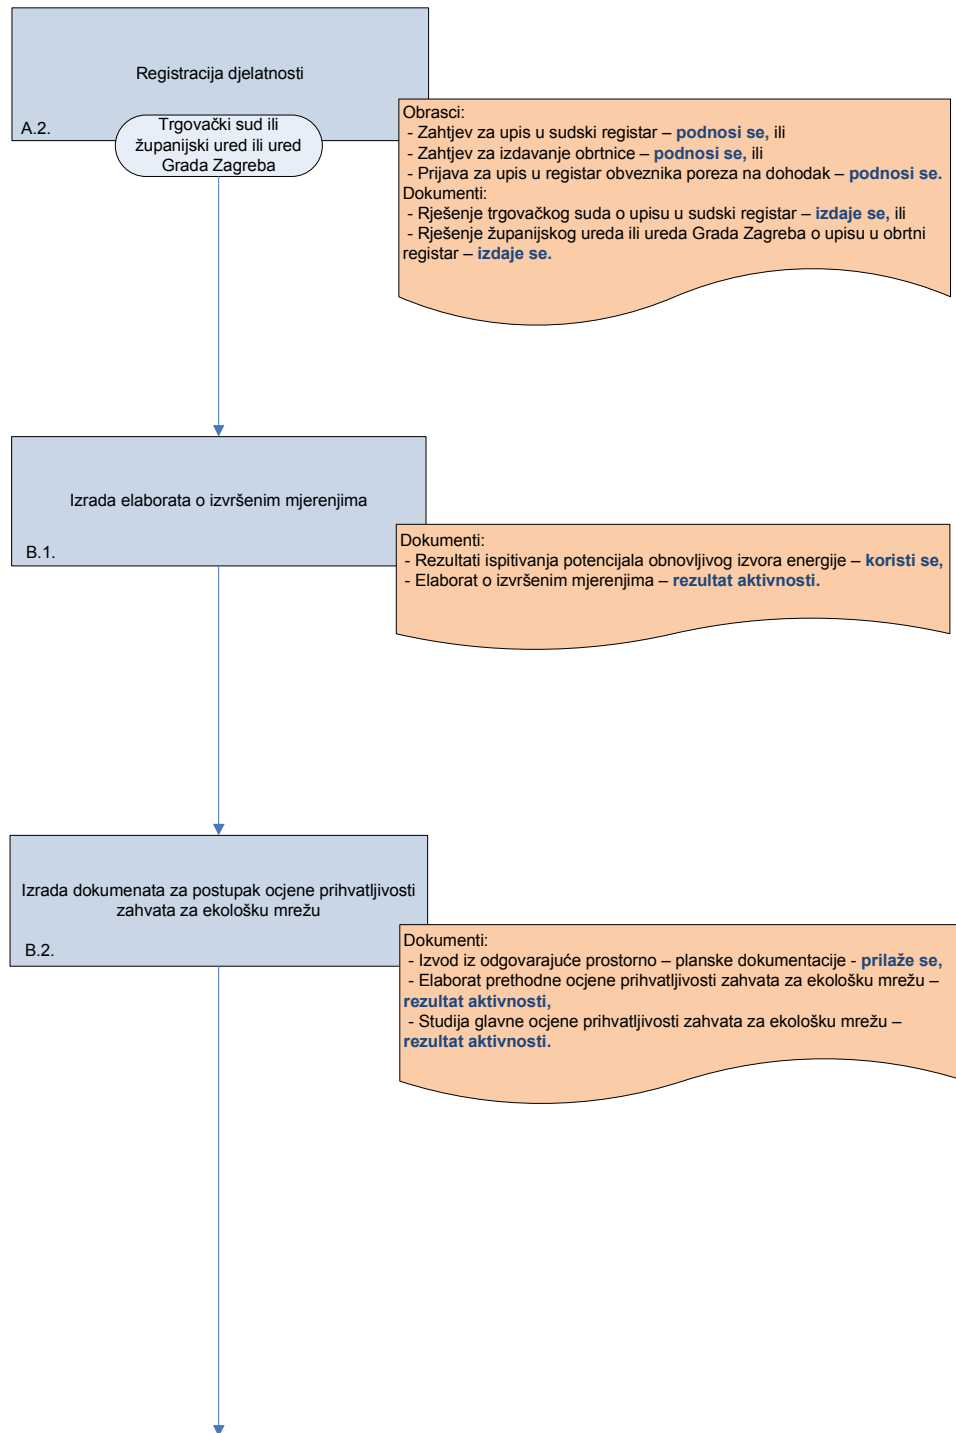 Registracija djelatnosti
A.2.
Trgovački sud ili
županijski ured ili ured
Grada Zagreba
Obrasci:
- Zahtjev za upis u sudski registar – podnosi se, ili
- Zahtjev za izdavanje obrtnice – podnosi se, ili
- Prijava za upis u registar obveznika poreza na dohodak – podnosi se.
Dokumenti:
- Rješenje trgovačkog suda o upisu u sudski registar – izdaje se, ili
- Rješenje županijskog ureda ili ureda Grada Zagreba o upisu u obrtni
registar – izdaje se.
Izrada elaborata o izvršenim mjerenjima
B.1.
Dokumenti:
- Rezultati ispitivanja potencijala obnovljivog izvora energije – koristi se,
- Elaborat o izvršenim mjerenjima – rezultat aktivnosti.
Izrada dokumenata za postupak ocjene prihvatljivosti
zahvata za ekološku mrežu
B.2.
Dokumenti:
- Izvod iz odgovarajuće prostorno – planske dokumentacije - prilaže se,
- Elaborat prethodne ocjene prihvatljivosti zahvata za ekološku mrežu –
rezultat aktivnosti,
- Studija glavne ocjene prihvatljivosti zahvata za ekološku mrežu –
rezultat aktivnosti.